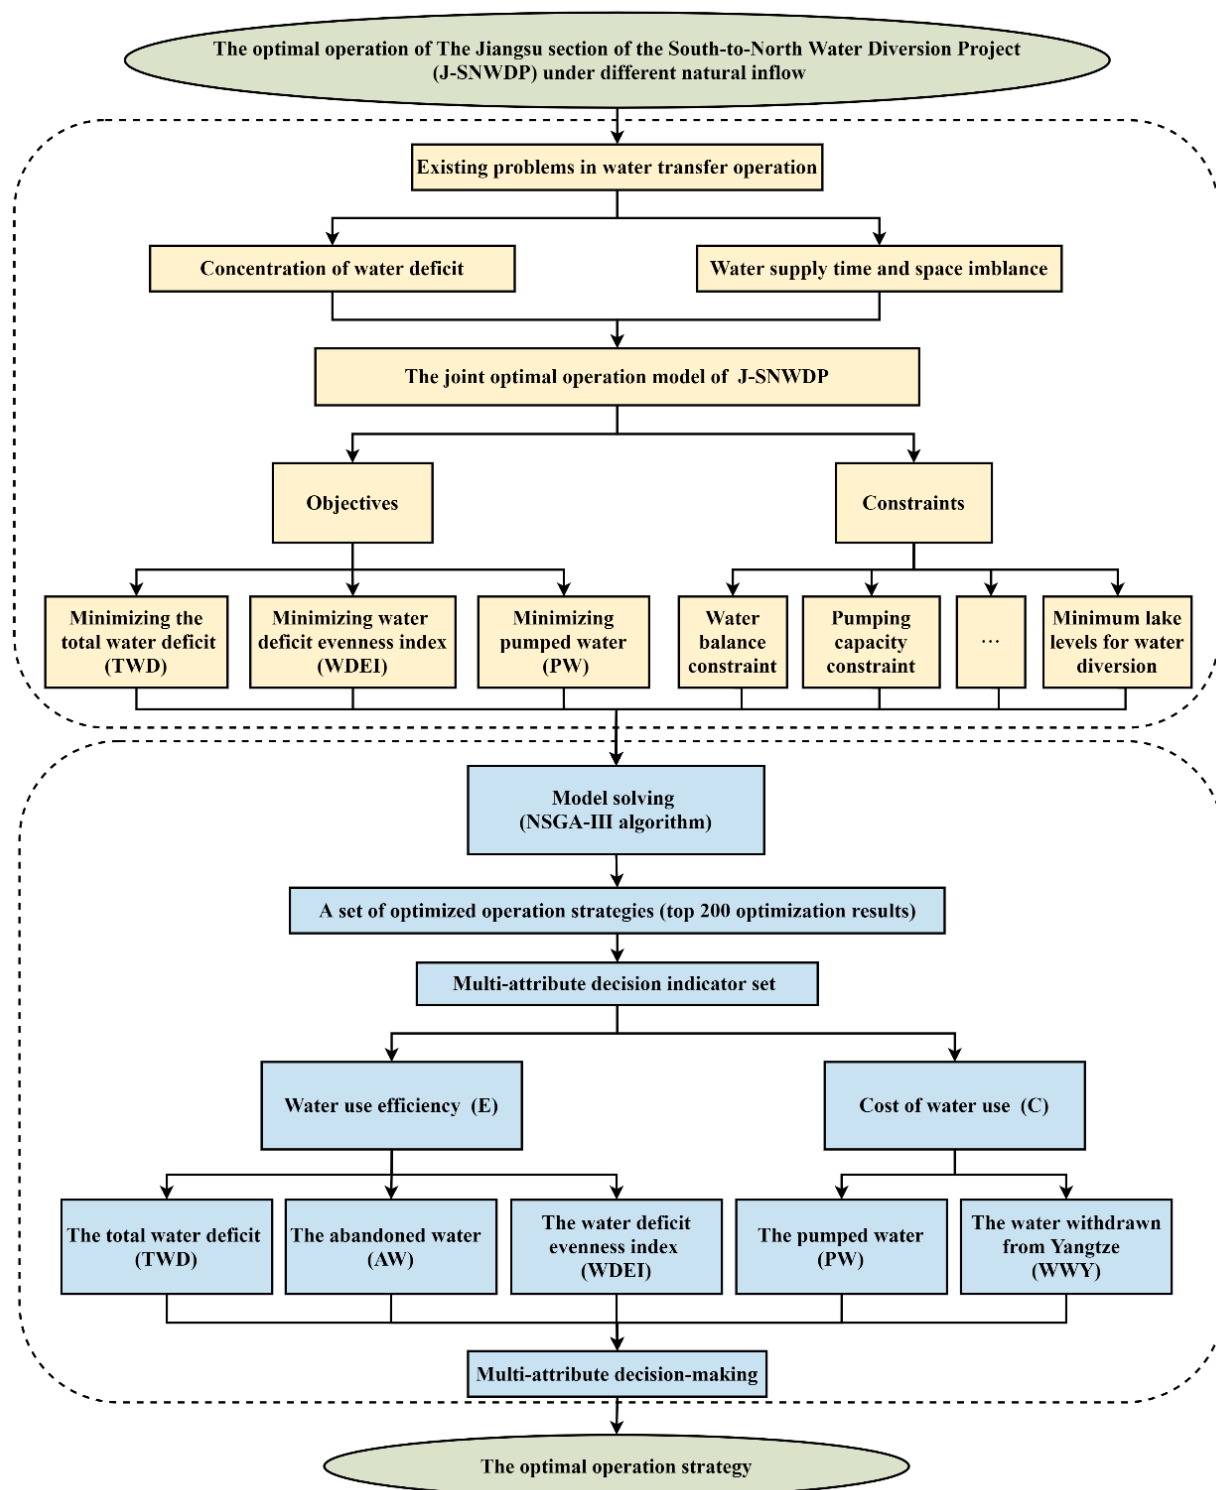 The optimal operation of The Jiangsu section of the South-to-North Water Diversion Project
(J-SNWDP) under different natural inflow
Existing problems in water transfer operation
Concentration of water deficit
Water supply time and space imblance
The joint optimal operation model of J-SNWDP
Objectives
Constraints
Minimizing the
total water deficit
(TWD)
Minimizing water
deficit evenness index
(WDEI)
Minimizing
pumped water
(PW)
Water
balance
constraint
Pumping
capacity
constraint
...
Minimum lake
levels for water
diversion
Model solving
(NSGA-III algorithm)
A set of optimized operation strategies (top 200 optimization results)
Multi-attribute decision indicator set
Water use efficiency (E)
Cost of water use (C)
The total water deficit
(TWD)
The abandoned water
(AW)
The water deficit
evenness index
(WDEI)
The pumped water
(PW)
The water withdrawn
from Yangtze
(WWY)
Multi-attribute decision-making
The optimal operation strategy